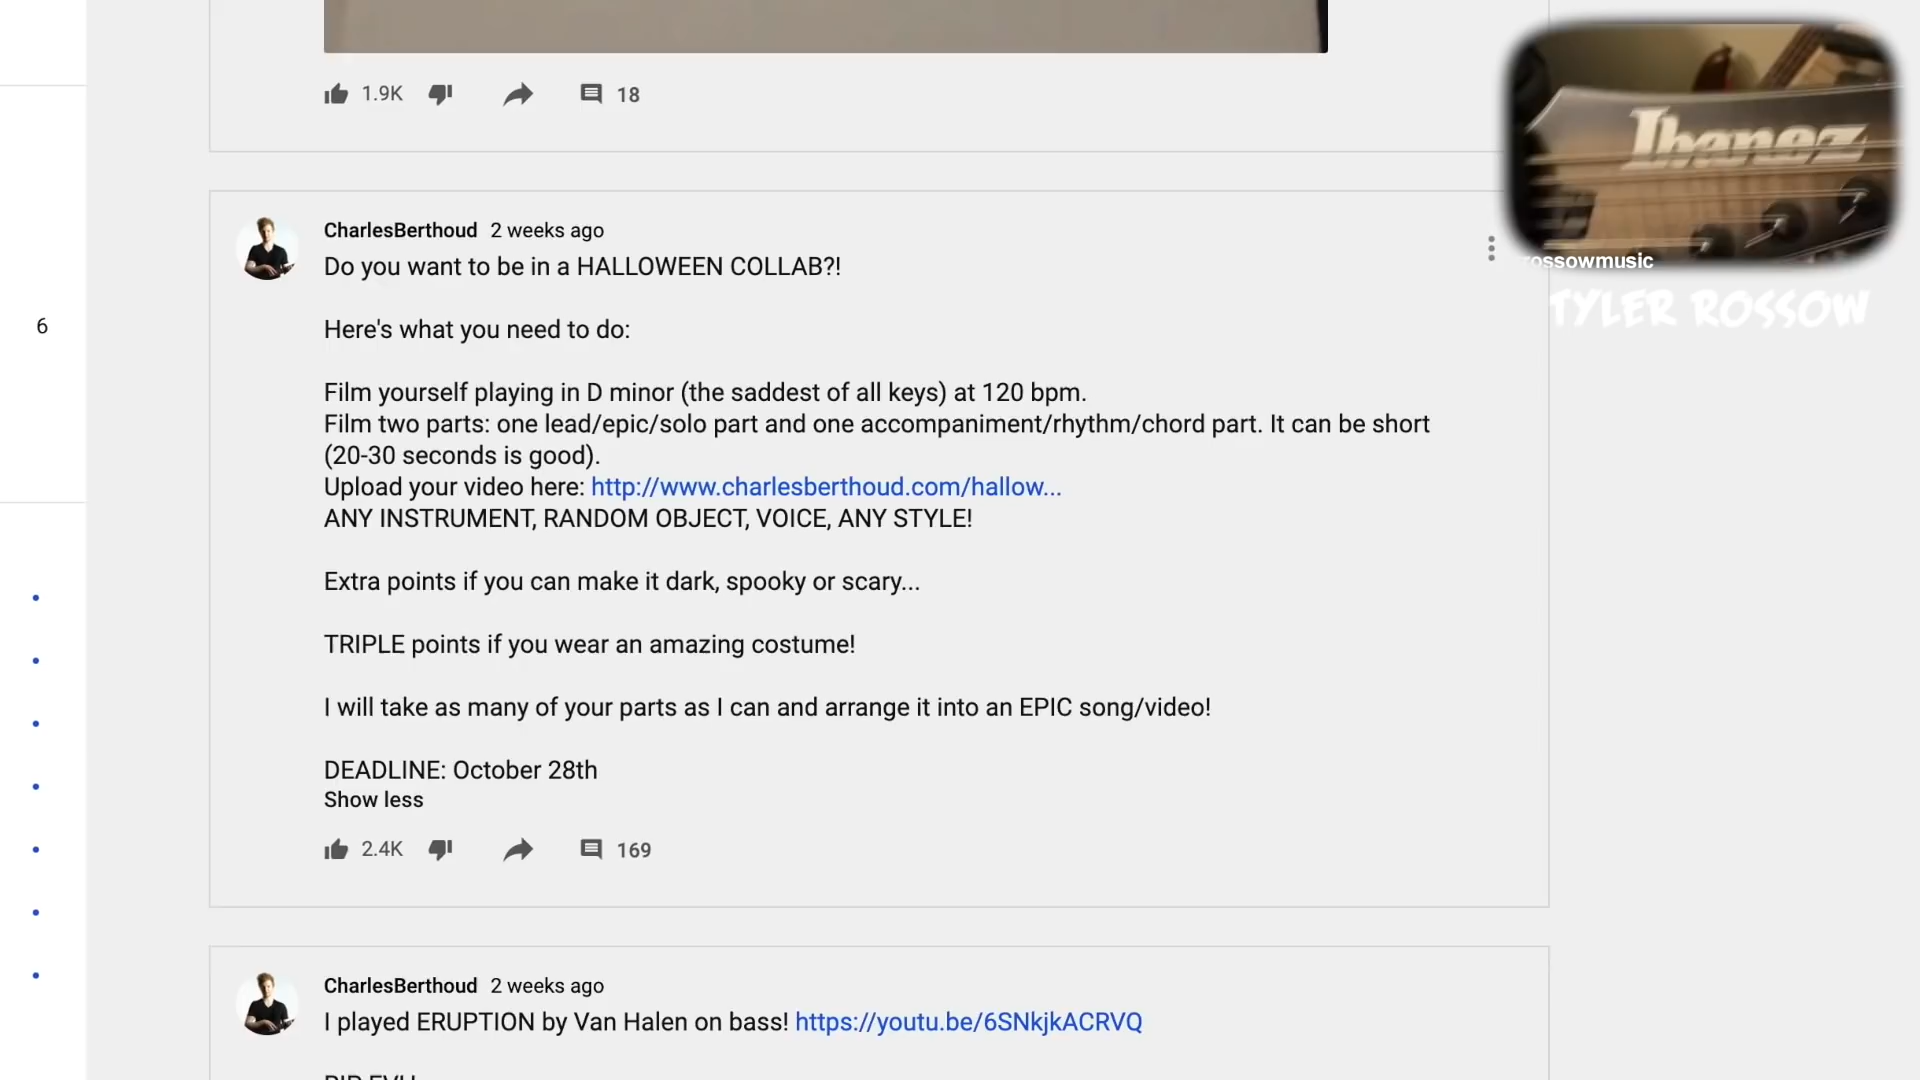 1.9K 18
Ibanez
rossowmusic
TYLER ROSSOW
6
CharlesBerthoud 2 weeks ago
Do you want to be in a HALLOWEEN COLLAB?!
Here's what you need to do:
Film yourself playing in D minor (the saddest of all keys) at 120 bpm.
Film two parts: one lead/epic/solo part and one accompaniment/rhythm/chord part. It can be short
(20-30 seconds is good).
Upload your video here: http://www.charlesberthoud.com/hallow...
ANY INSTRUMENT, RANDOM OBJECT, VOICE, ANY STYLE!
Extra points if you can make it dark, spooky or scary...
TRIPLE points if you wear an amazing costume!
I will take as many of your parts as I can and arrange it into an EPIC song/video!
DEADLINE: October 28th
Show less
2.4K 169
CharlesBerthoud 2 weeks ago
I played ERUPTION by Van Halen on bass! https://youtu.be/6SNkjkACRVQ
RIP EVH